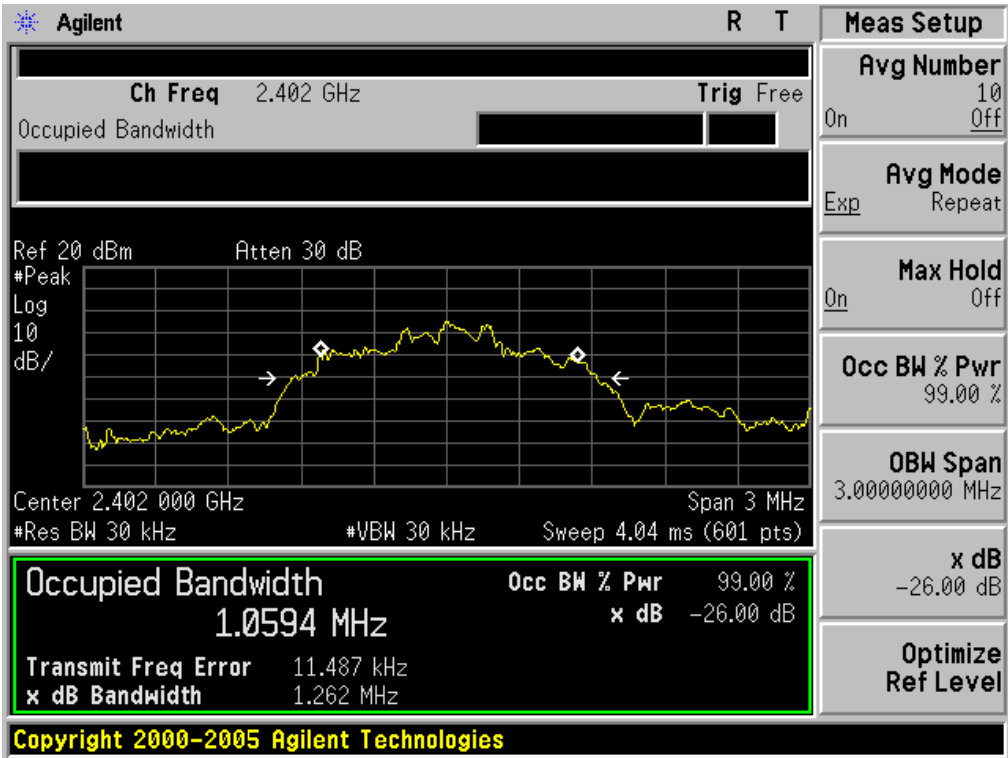 Agilent R T
Ch Freq 2.402 GHz Trig Free
Occupied Bandwidth
Ref 20 dBm Atten 30 dB
#Peak
Log
10
dB/
Center 2.402 000 GHz Span 3 MHz
#Res BW 30 kHz #VBW 30 kHz Sweep 4.04 ms (601 pts)
Occupied Bandwidth Occ BW % Pwr 99.00 %
1.0594 MHz x dB -26.00 dB
Transmit Freq Error 11.487 kHz
x dB Bandwidth 1.262 MHz
Copyright 2000-2005 Agilent Technologies
Meas Setup
Avg Number
10
On Off
Avg Mode
Exp Repeat
Max Hold
On Off
Occ BW % Pwr
99.00 %
OBW Span
3.00000000 MHz
x dB
-26.00 dB
Optimize
Ref Level